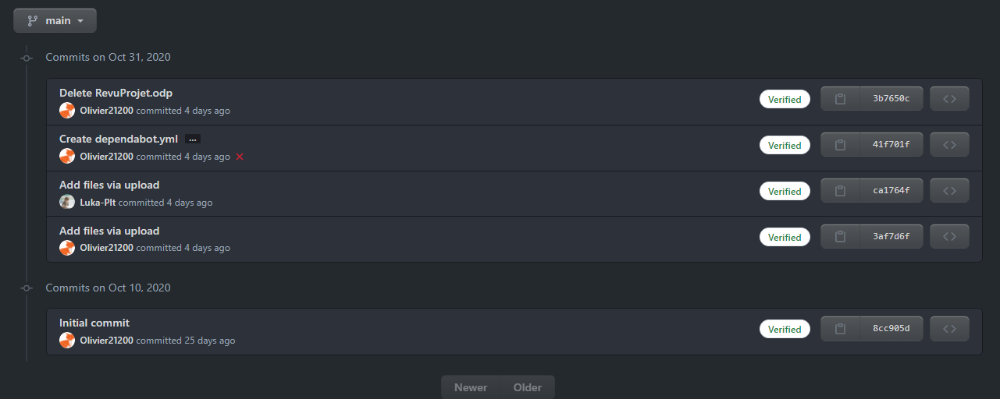 main
Commits on Oct 31, 2020
Delete RevuProjet.odp
Olivier21200 committed 4 days ago
Verified
3b7650c
Create dependabot.yml ...
Olivier21200 committed 4 days ago
Verified
41f701f
Add files via upload
Luka-Plt committed 4 days ago
Verified
ca1764f
Add files via upload
Olivier21200 committed 4 days ago
Verified
3af7d6f
Commits on Oct 10, 2020
Initial commit
Olivier21200 committed 25 days ago
Verified
8cc905d
Newer Older